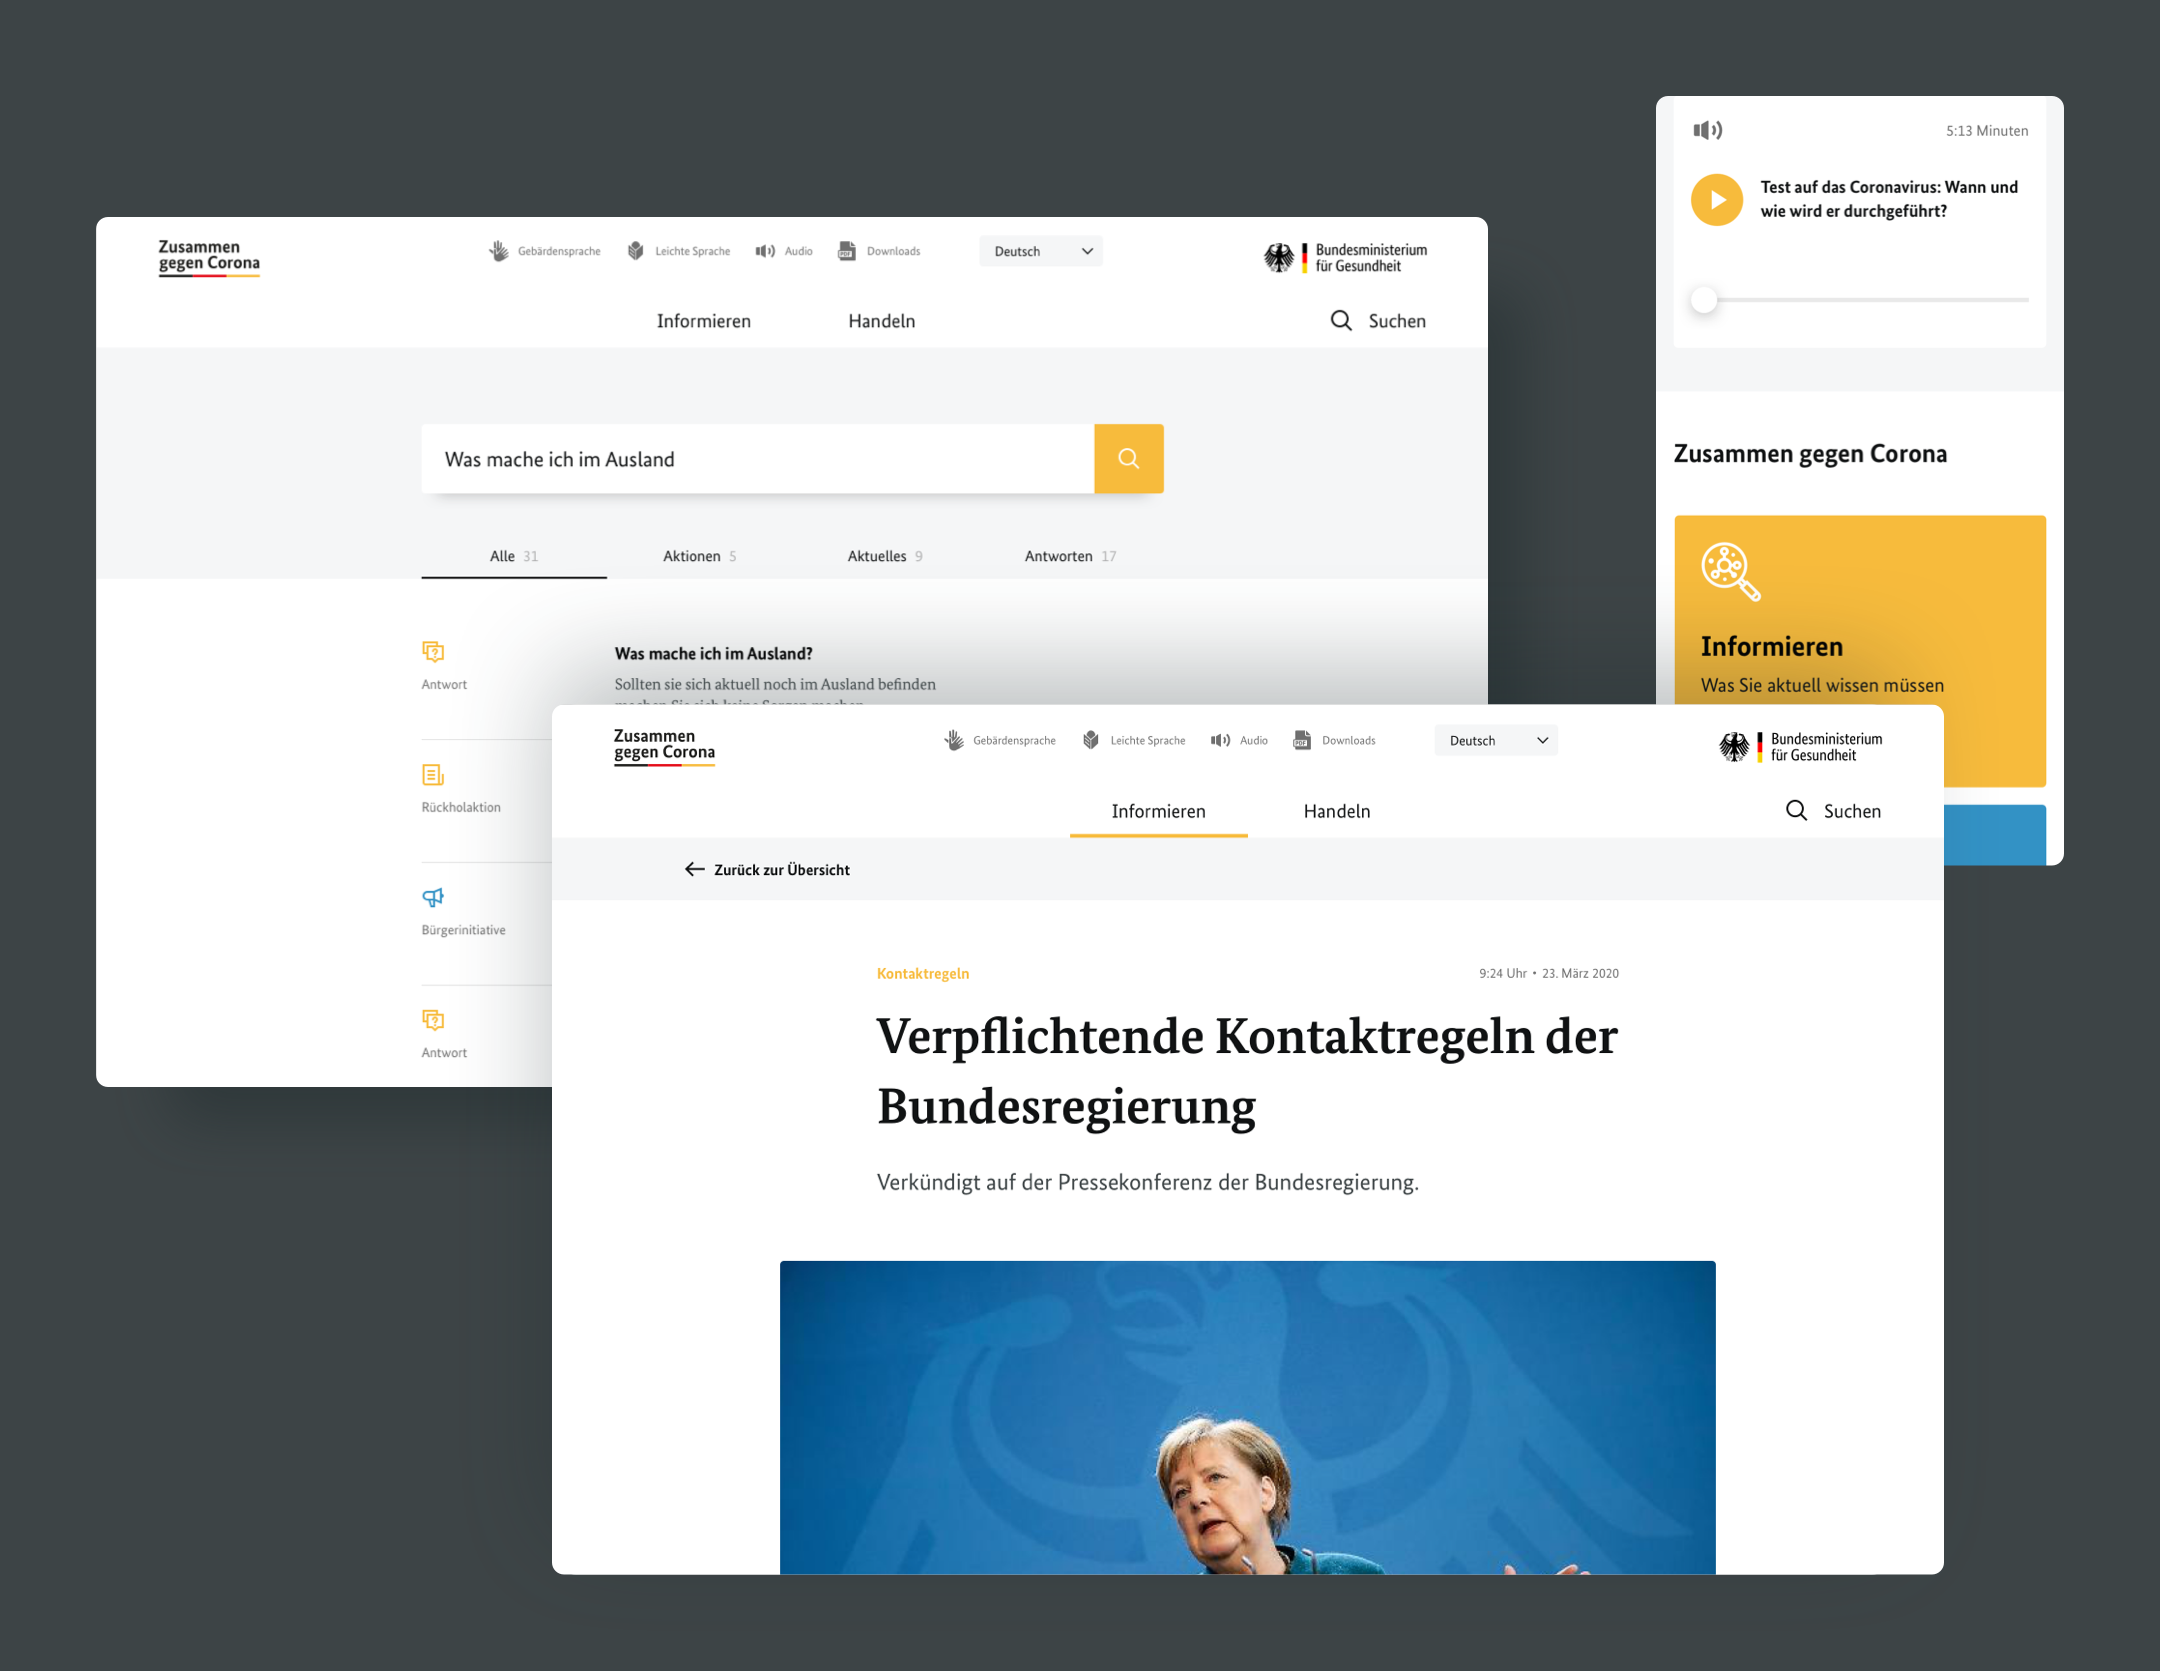 Zusammen
gegen Corona
Gebärdensprache
Leichte Sprache
Audio
Downloads
Deutsch
Bundesministerium
für Gesundheit
Informieren
Handeln
Suchen
Was mache ich im Ausland
Alle 31
Aktionen 5
Aktuelles 9
Antworten 17
Antwort
Was mache ich im Ausland?
Sollten sie sich aktuell noch im Ausland befinden
Rückholaktion
Bürgerinitiative
Antwort
5:13 Minuten
Test auf das Coronavirus: Wann und
wie wird er durchgeführt?
Zusammen gegen Corona
Informieren
Was Sie aktuell wissen müssen
Zusammen
gegen Corona
Gebärdensprache
Leichte Sprache
Audio
PDF
Downloads
Deutsch
Bundesministerium
für Gesundheit
Informieren
Handeln
Suchen
Zurück zur Übersicht
Kontaktregeln
9:24 Uhr • 23. März 2020
Verpflichtende Kontaktregeln der
Bundesregierung
Verkündigt auf der Pressekonferenz der Bundesregierung.